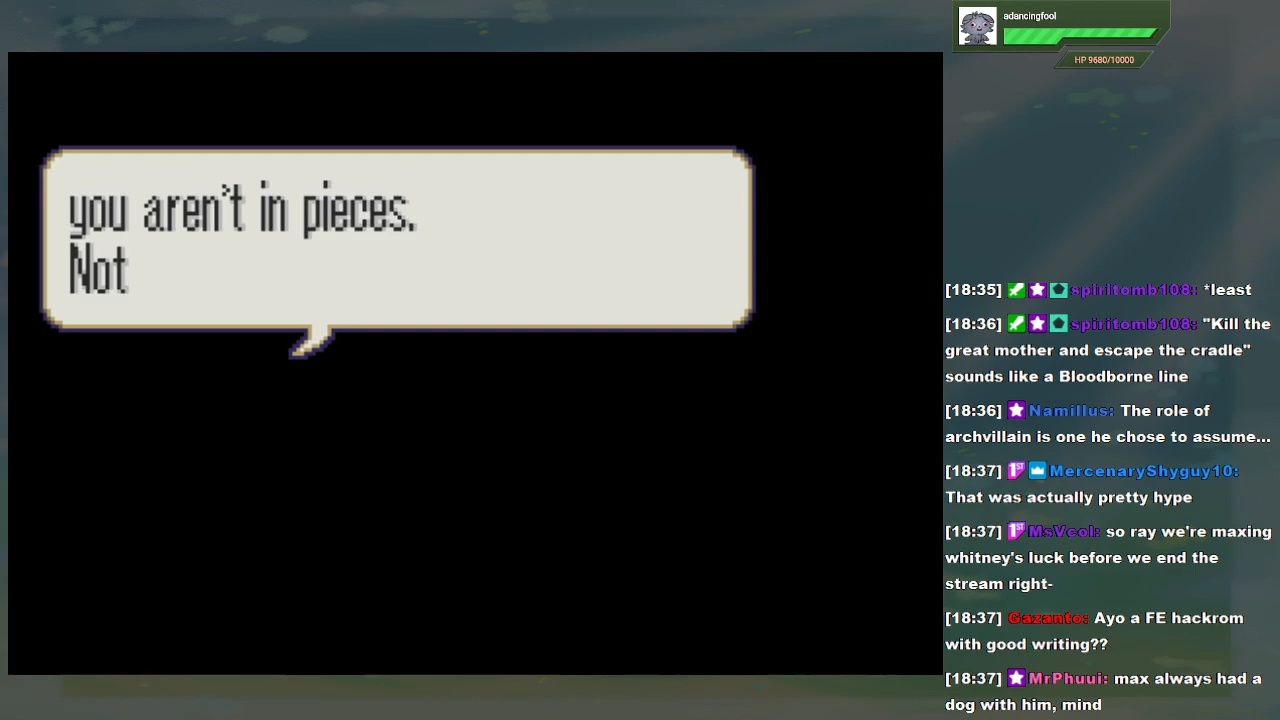 adancingfool
HP 9680/10000
you aren't in pieces.
Not
[18:35] spiritomb108: *least
[18:36] spiritomb108: "Kill the
great mother and escape the cradle"
sounds like a Bloodborne line
[18:36] Namillus: The role of
archvillain is one he chose to assume...
[18:37] 1ST MercenaryShyguy10:
That was actually pretty hype
[18:37] 1ST MsVcol: so ray we're maxing
whitney's luck before we end the
stream right-
[18:37] Gazanto: Ayo a FE hackrom
with good writing??
[18:37] MrPhuui: max always had a
dog with him, mind